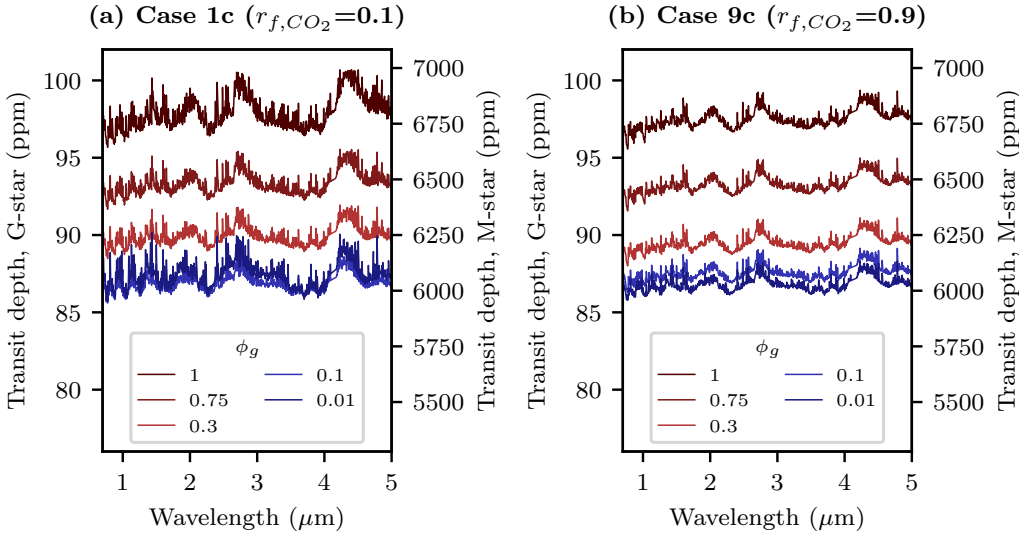 (a) Case 1c (r_{f,CO_2}=0.1)
Transit depth, G-star (ppm)
100
95
90
85
80
7000
6750
6500
6250
6000
5750
5500
Transit depth, M-star (ppm)
ϕ_g
1
0.75
0.3
0.1
0.01
1 2 3 4 5
Wavelength (μm)
(b) Case 9c (r_{f,CO_2}=0.9)
Transit depth, G-star (ppm)
100
95
90
85
80
7000
6750
6500
6250
6000
5750
5500
Transit depth, M-star (ppm)
ϕ_g
1
0.75
0.3
0.1
0.01
1 2 3 4 5
Wavelength (μm)